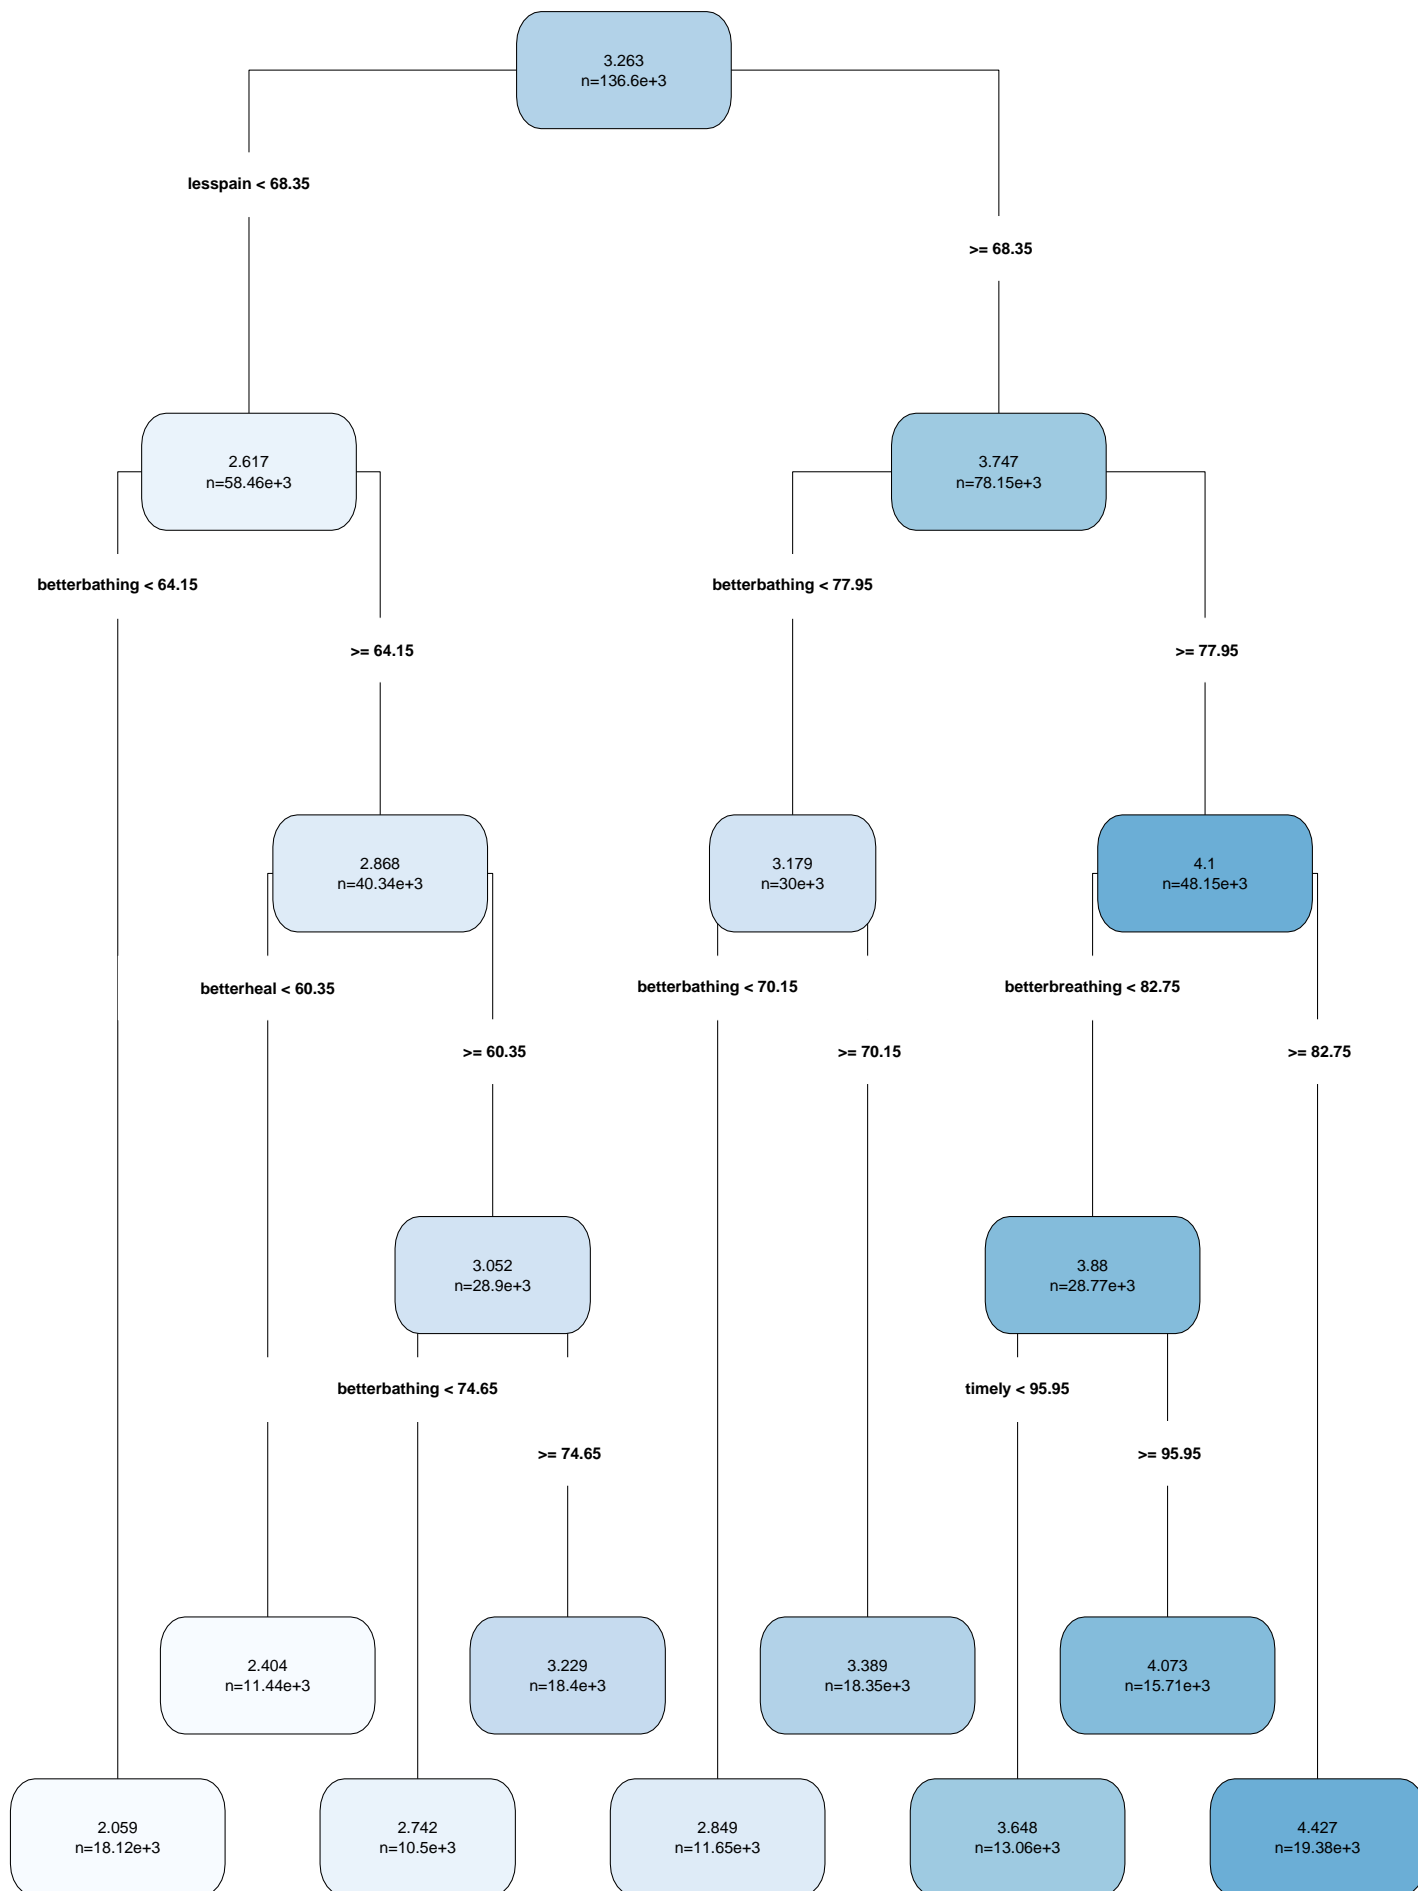 3.263
n=136.6e+3
lesspain < 68.35
>= 68.35
2.617
n=58.46e+3
3.747
n=78.15e+3
betterbathing < 64.15
betterbathing < 77.95
>= 64.15
>= 77.95
2.868
n=40.34e+3
3.179
n=30e+3
4.1
n=48.15e+3
betterheal < 60.35
betterbathing < 70.15
betterbreathing < 82.75
>= 60.35
>= 70.15
>= 82.75
3.052
n=28.9e+3
3.88
n=28.77e+3
betterbathing < 74.65
timely < 95.95
>= 74.65
>= 95.95
2.404
n=11.44e+3
3.229
n=18.4e+3
3.389
n=18.35e+3
4.073
n=15.71e+3
2.059
n=18.12e+3
2.742
n=10.5e+3
2.849
n=11.65e+3
3.648
n=13.06e+3
4.427
n=19.38e+3